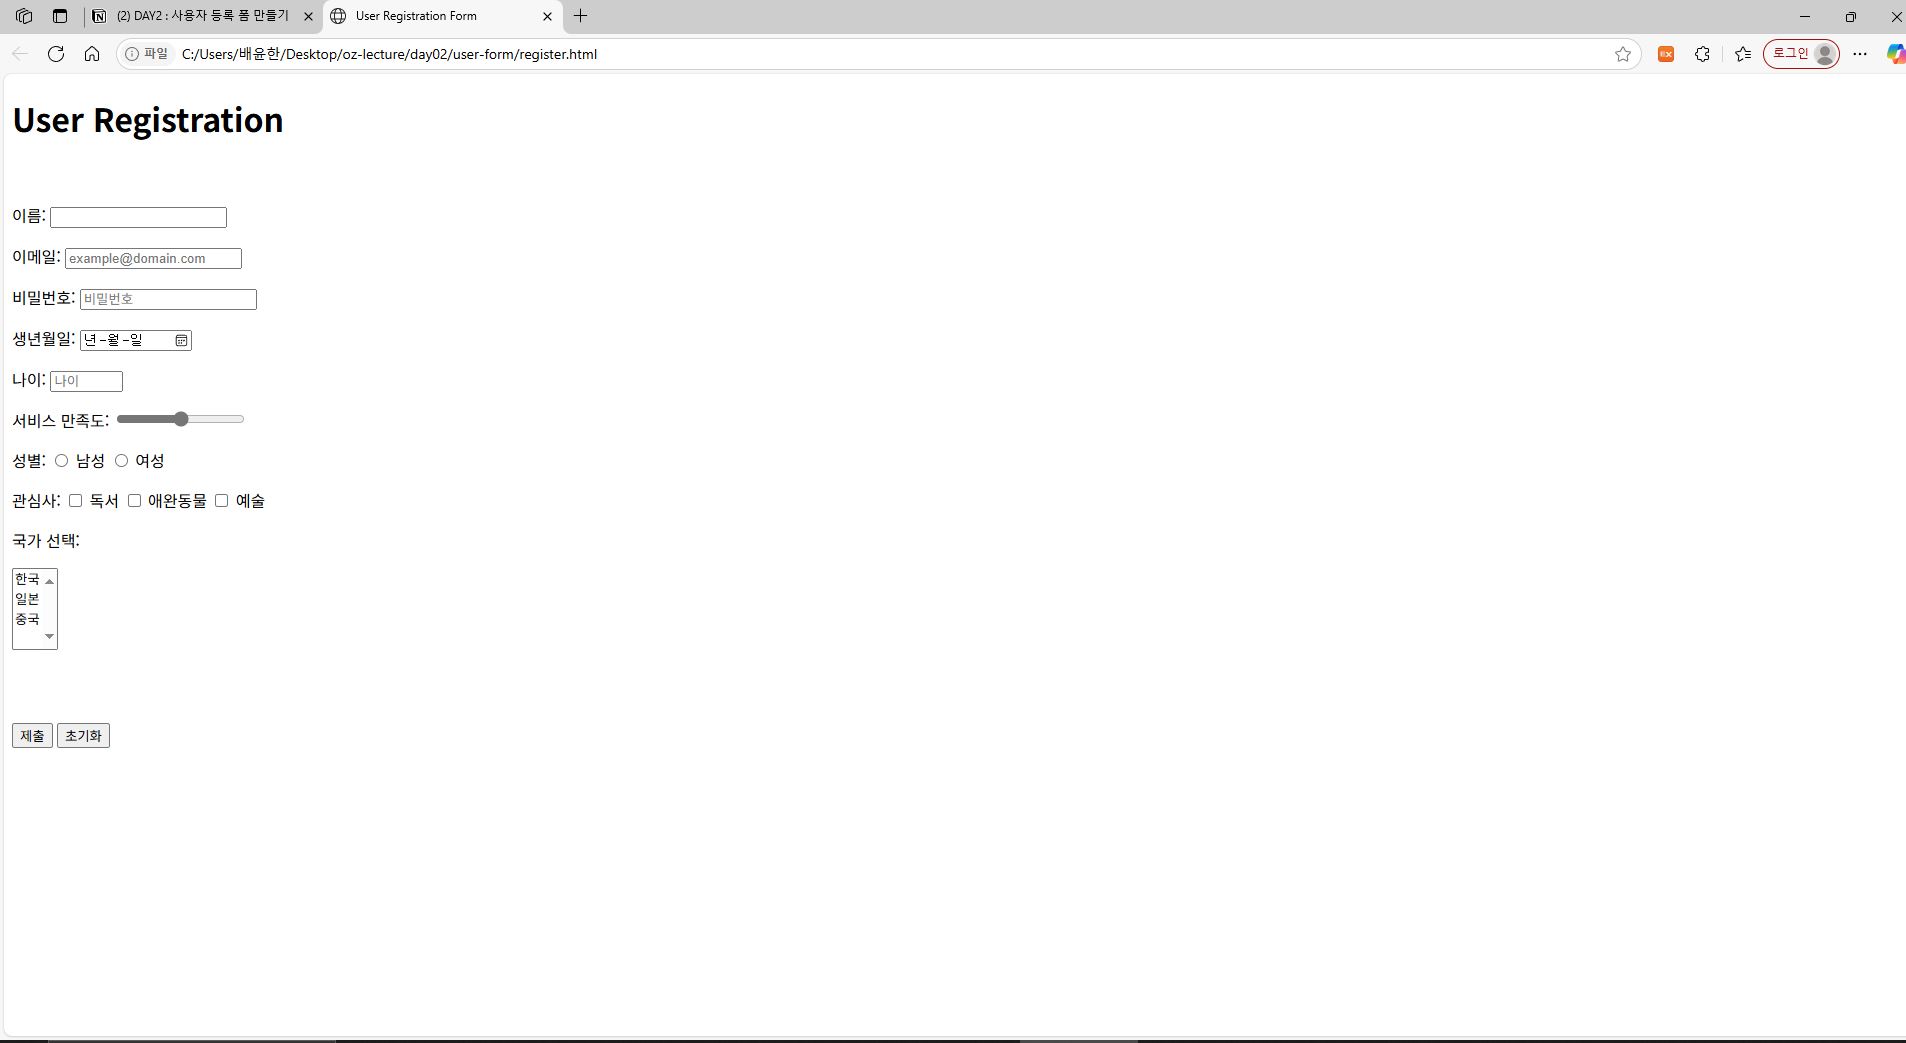 (2) DAY2 : 사용자 등록 폼 만들기
User Registration Form
파일
C:/Users/배윤한/Desktop/oz-lecture/day02/user-form/register.html
로그인
User Registration
이름:
이메일: example@domain.com
비밀번호: 비밀번호
생년월일: 년-월-일
나이: 나이
서비스 만족도:
성별: 남성 여성
관심사: 독서 애완동물 예술
국가 선택:
한국
일본
중국
제출 초기화